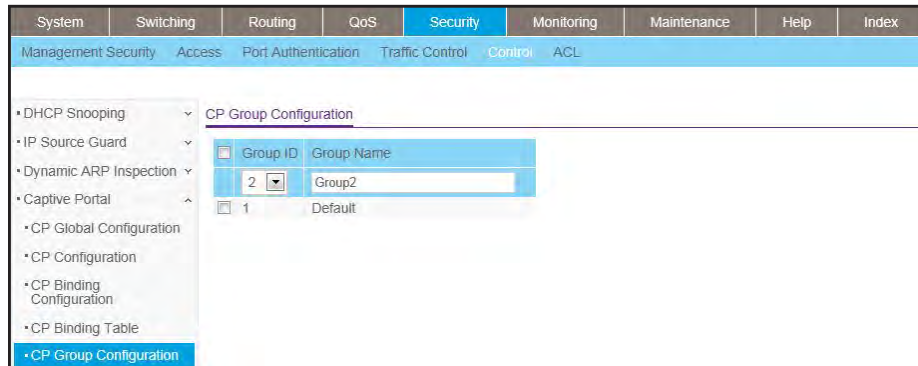 System Switching Routing QoS Security Monitoring Maintenance Help Index
Management Security Access Port Authentication Traffic Control Control ACL
DHCP Snooping
IP Source Guard
Dynamic ARP Inspection
Captive Portal
CP Global Configuration
CP Configuration
CP Binding
Configuration
CP Binding Table
CP Group Configuration
CP Group Configuration
Group ID Group Name
2 Group2
1 Default